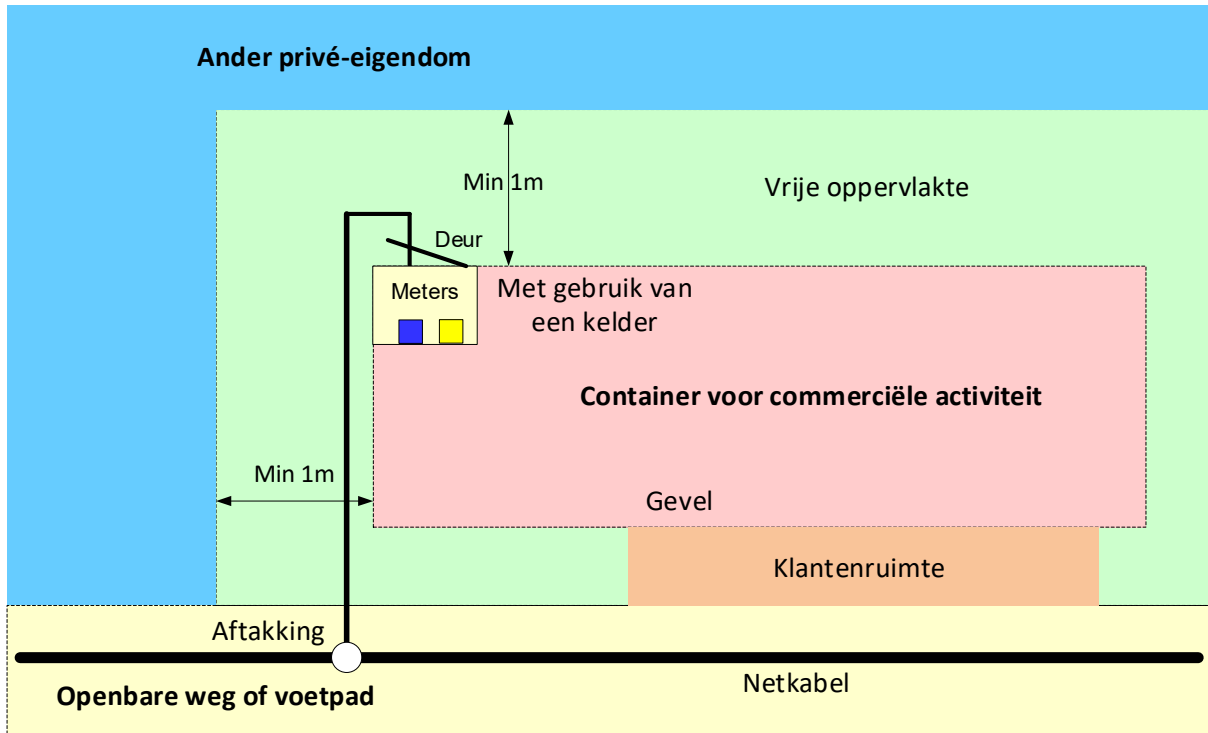 Ander privé-eigendom
Min 1m
Vrije oppervlakte
Deur
Meters
Met gebruik van
een kelder
Container voor commerciële activiteit
Min 1m
Gevel
Klantenruimte
Aftakking
Openbare weg of voetpad
Netkabel